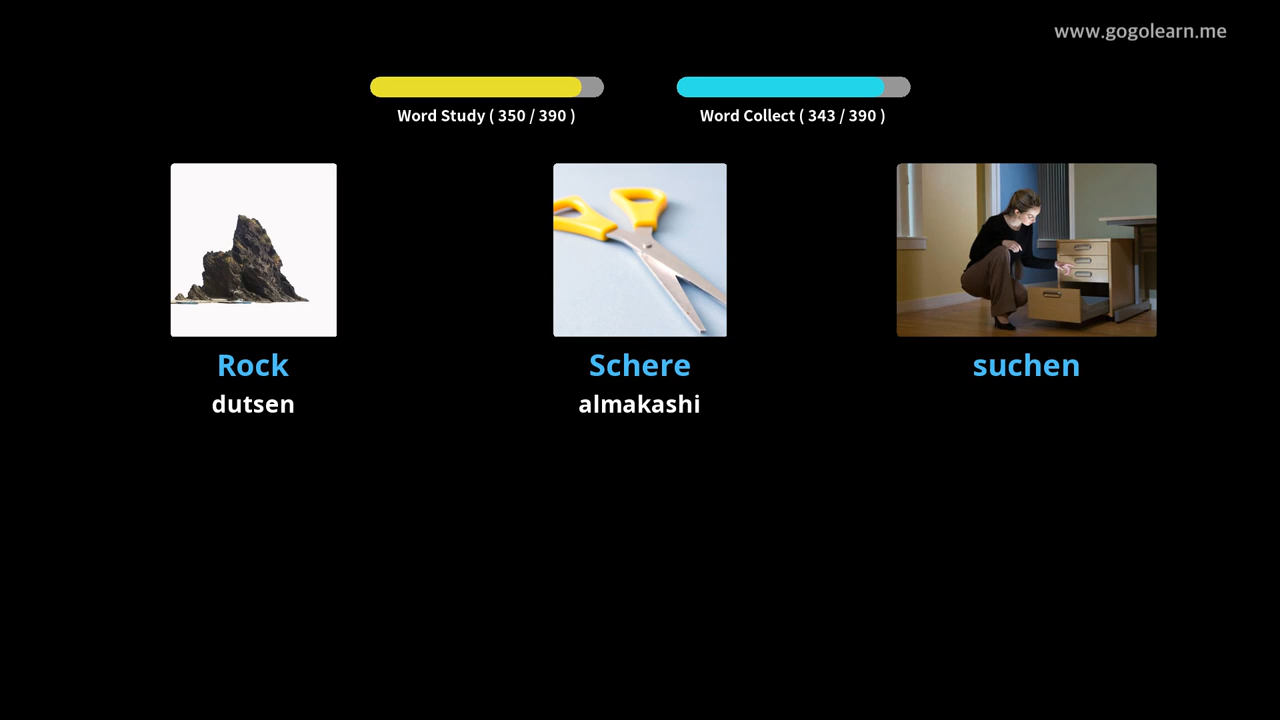 www.gogolearn.me
Word Study ( 350 / 390 )
Word Collect ( 343 / 390 )
Rock
dutsen
Schere
almakashi
suchen